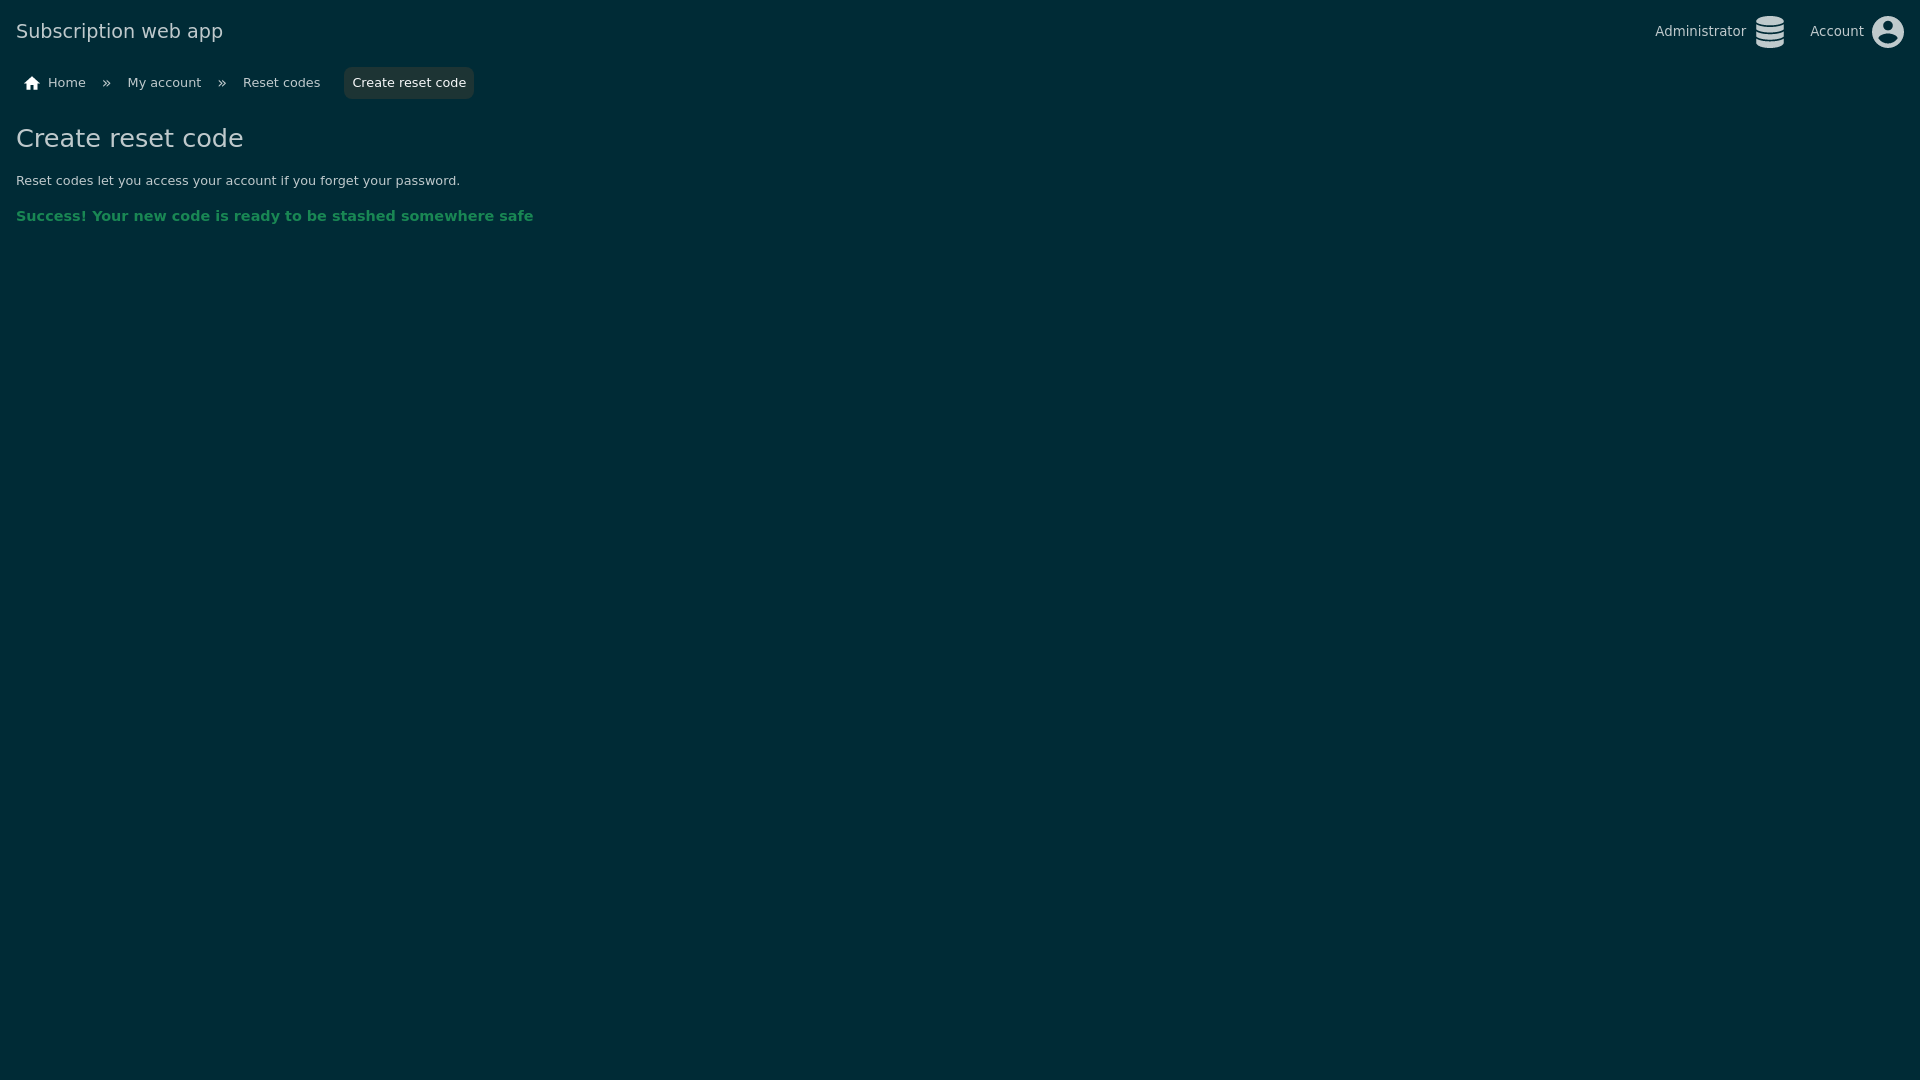 Subscription web app
Administrator
Account
Home » My account » Reset codes Create reset code
Create reset code
Reset codes let you access your account if you forget your password.
Success! Your new code is ready to be stashed somewhere safe